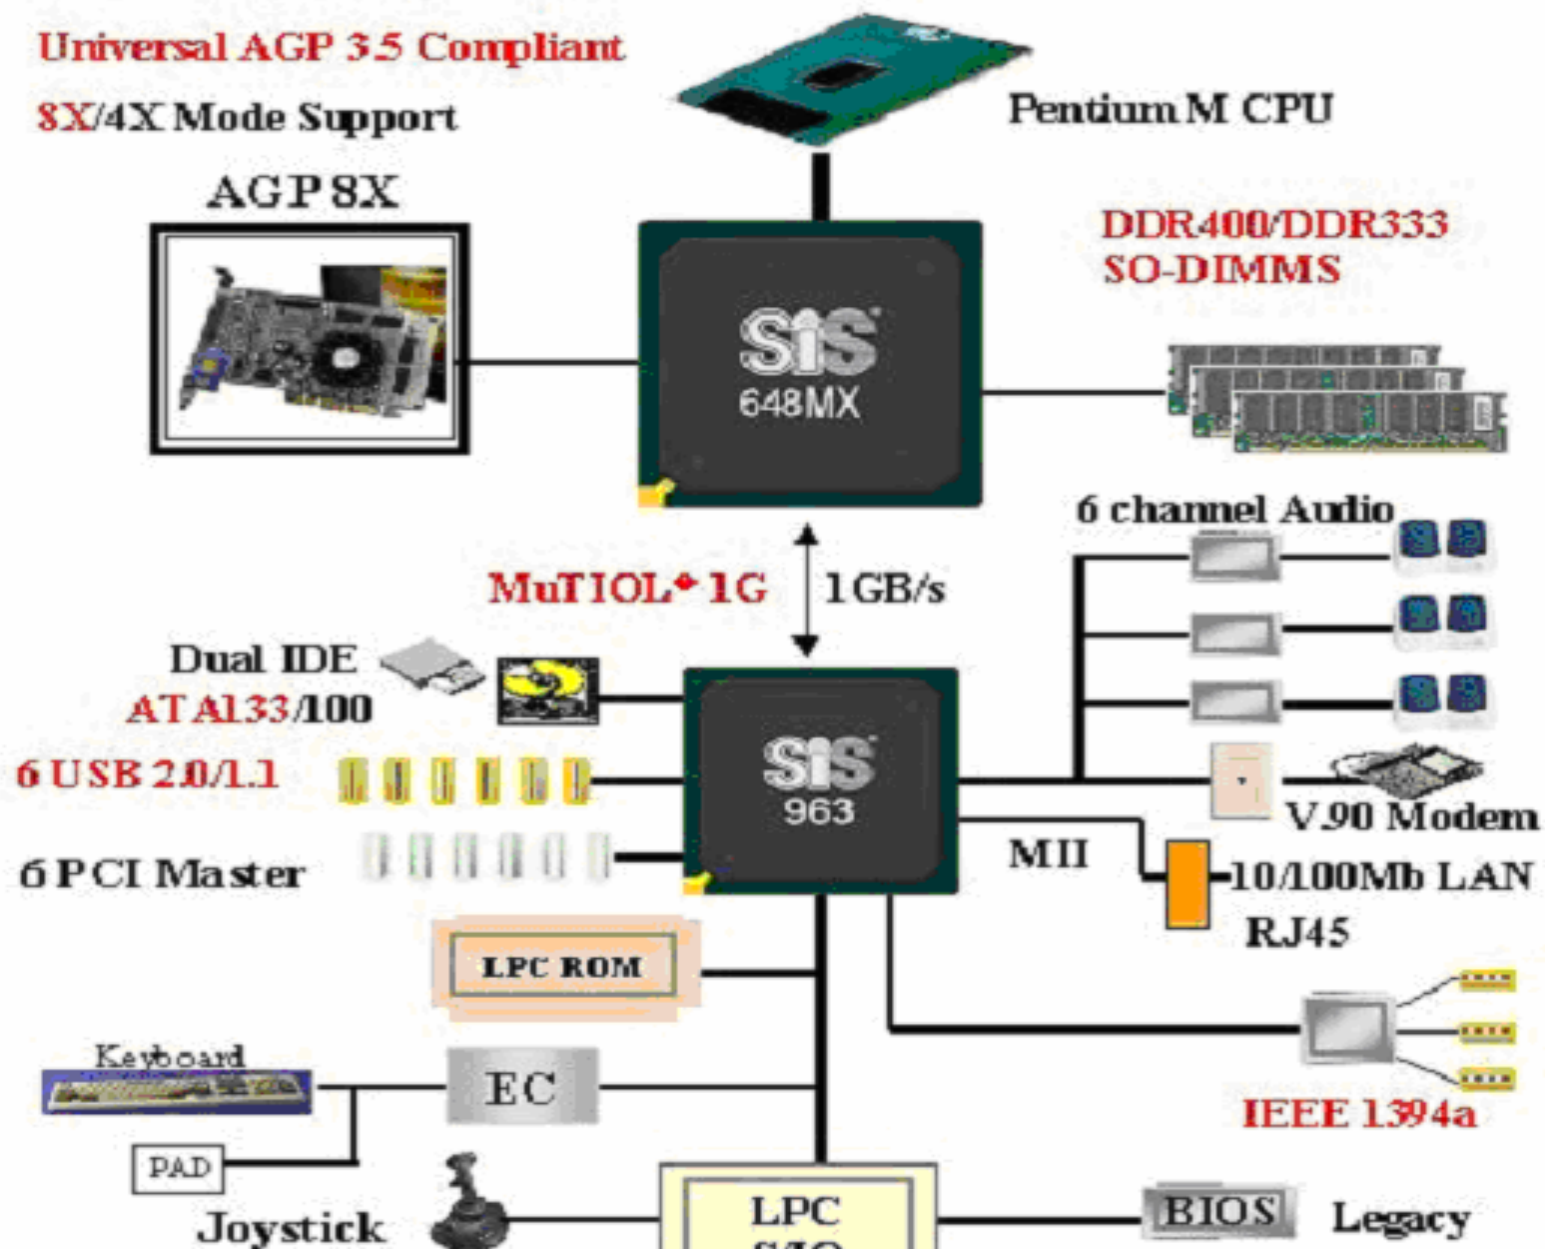 Universal AGP 3.5 Compliant
8X/4X Mode Support
AGP 8X
Pentium M CPU
DDR400/DDR333
SO-DIMMS
SiS
648MX
6 channel Audio
MuTIOL® 1G
1GB/s
Dual IDE
ATA133/100
6 USB 2.0/1.1
6 PCI Master
SiS
963
V.90 Modem
MII
10/100Mb LAN
RJ45
LPC ROM
Keyboard
EC
IEEE 1394a
PAD
Joystick
LPC
S/IO
BIOS
Legacy